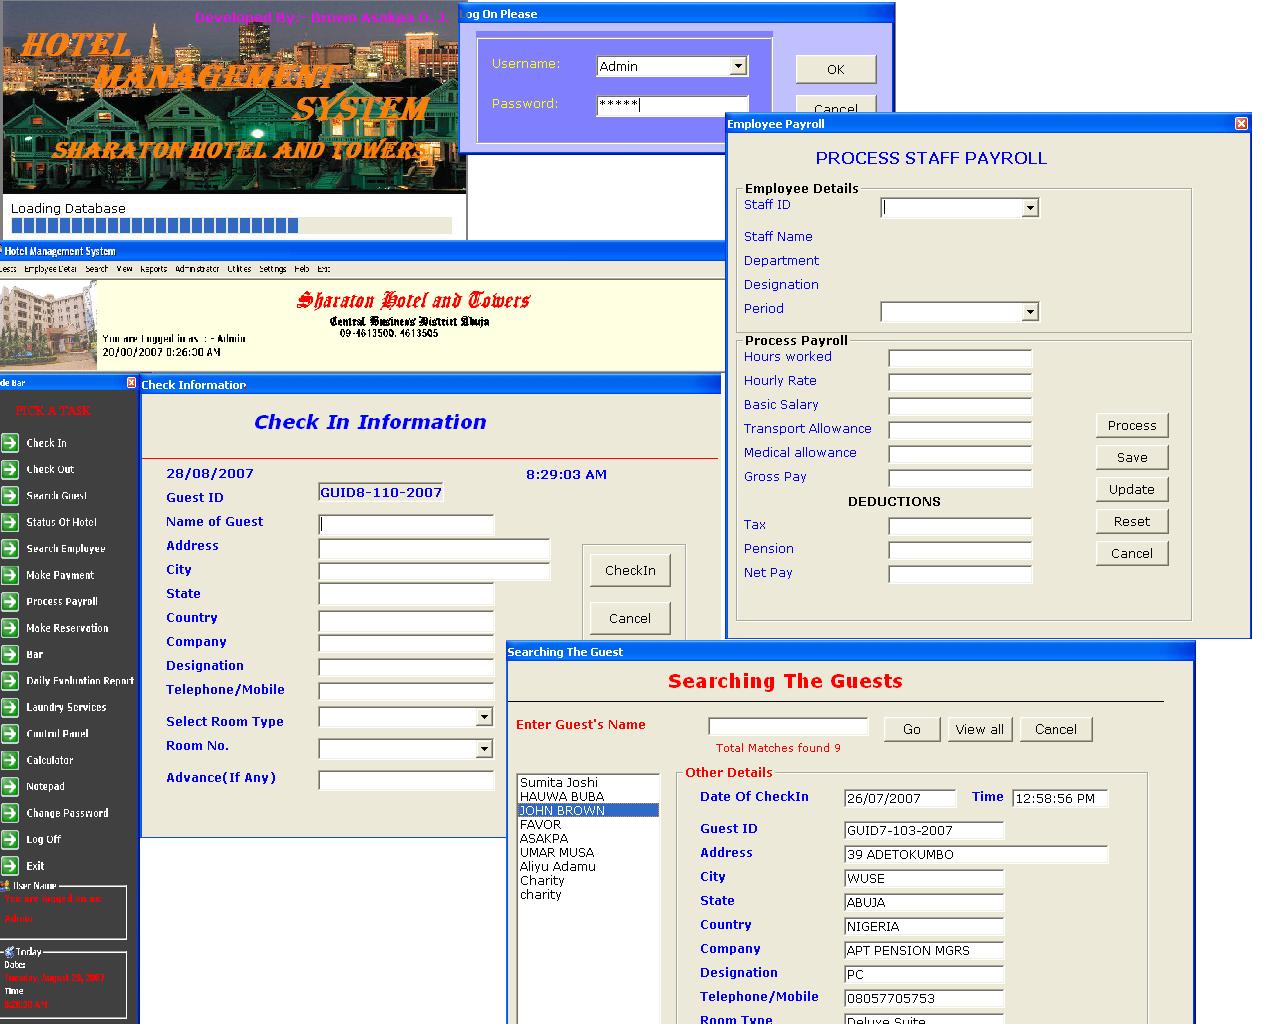 Developed By:- Brown Asakpa O. J.
HOTEL
MANAGEMENT
SYSTEM
SHARATON HOTEL AND TOWERS
Loading Database
Log On Please
Username:
Admin
OK
Password:
*****
Cancel
Employee Payroll
PROCESS STAFF PAYROLL
Employee Details
Staff ID
Staff Name
Department
Designation
Period
Process Payroll
Hours worked
Hourly Rate
Basic Salary
Transport Allowance
Medical allowance
Gross Pay
DEDUCTIONS
Tax
Pension
Net Pay
Process
Save
Update
Reset
Cancel
Hotel Management System
Employee Detai Search View Reports Administrator Utilities Settings Help Exit
Sharaton Hotel and Towers
Central Business District Abuja
09-4613500, 4613505
You are Logged in as : - Admin
de Bar
PICK A TASK
Check In
Check Out
Search Guest
Status Of Hotel
Search Employee
Make Payment
Process Payroll
Make Reservation
Bar
Daily Evaluation Report
Laundry Services
Control Panel
Calculator
Notepad
Change Password
Log Off
Exit
User Name
You are logged on as:
Admin
Today
Date:
Tuesday, August 28, 2007
Time
Check Information
Check In Information
28/08/2007
8:29:03 AM
Guest ID
GUID8-110-2007
Name of Guest
Address
City
State
Country
Company
Designation
Telephone/Mobile
Select Room Type
Room No.
Advance(If Any)
CheckIn
Cancel
Searching The Guest
Searching The Guests
Enter Guest's Name
Go
View all
Cancel
Total Matches found 9
Sumita Joshi
HAUWA BUBA
JOHN BROWN
FAVOR
ASAKPA
UMAR MUSA
Aliyu Adamu
Charity
charity
Other Details
Date Of CheckIn
26/07/2007
Time
12:58:56 PM
Guest ID
GUID7-103-2007
Address
39 ADETOKUMBO
City
WUSE
State
ABUJA
Country
NIGERIA
Company
APT PENSION MGRS
Designation
PC
Telephone/Mobile
08057705753
Room Type
Deluxe Suite